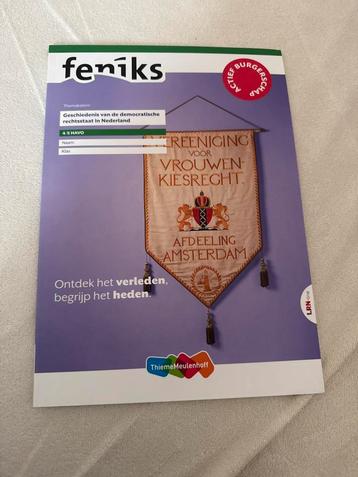 feniks
ACTIEF BURGERSCHAP
Themakatern
Geschiedenis van de democratische
rechtsstaat in Nederland
4/5 HAVO
Naam
Klas
VEREENIGING
VOOR
VROUWEN-
KIESRECHT.
AFDEELING
AMSTERDAM
Ontdek het verleden,
begrijp het heden.
LRN
ThiemeMeulenhoff